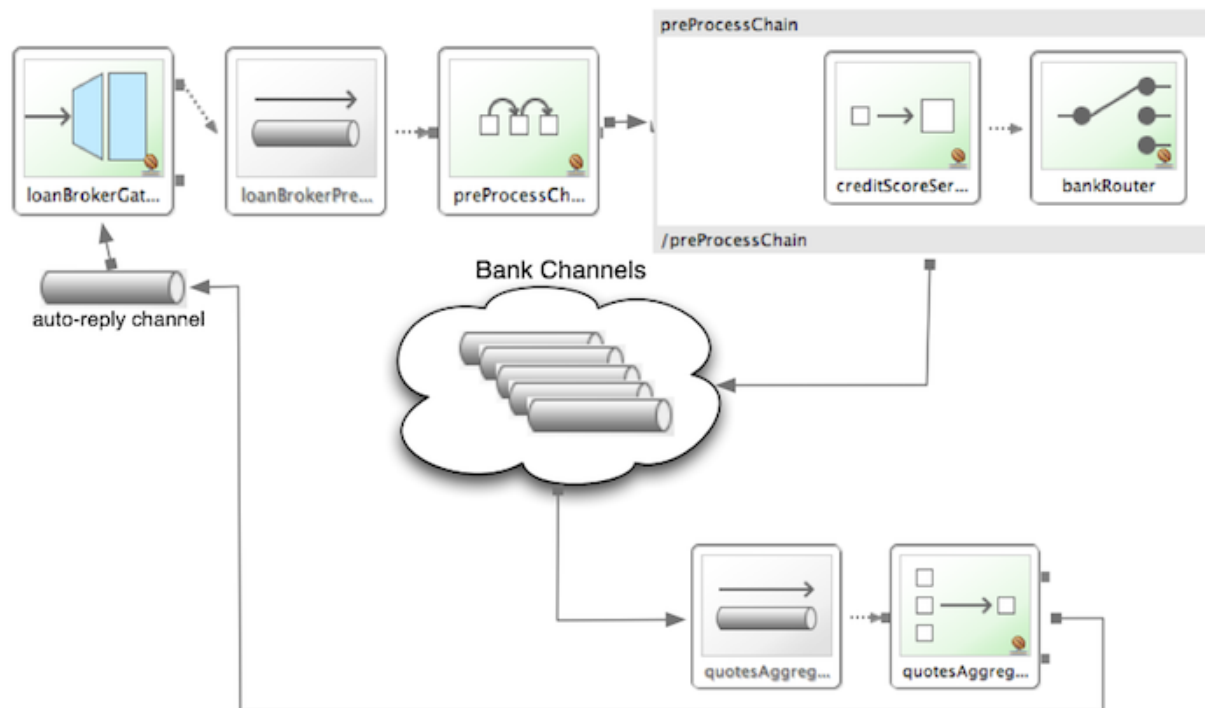 preProcessChain
loanBrokerGat...
loanBrokerPre...
preProcessCh...
creditScoreSer...
bankRouter
/preProcessChain
Bank Channels
auto-reply channel
quotesAggreg...
quotesAggreg...